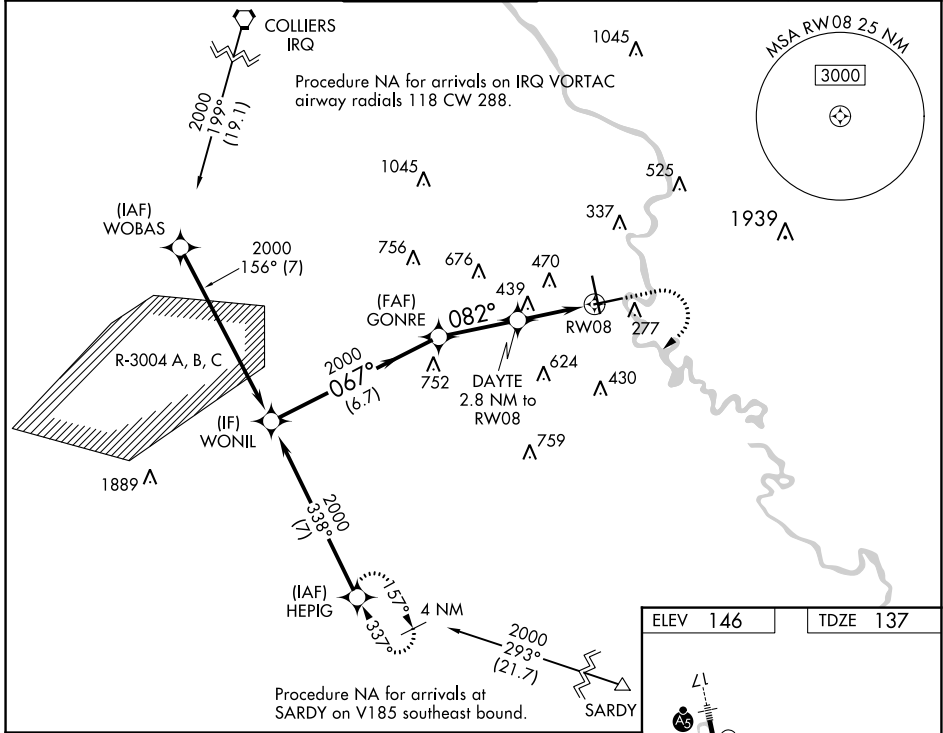 COLLIERS
IRQ
2000
199°
(19.1)
Procedure NA for arrivals on IRQ VORTAC
airway radials 118 CW 288.
1045
MSA RW08 25 NM
3000
1045
525
337
1939
(IAF)
WOBAS
2000
156° (7)
756
676
470
439
(FAF)
GONRE
082°
RW08
277
R-3004 A, B, C
2000
067°
(6.7)
752
DAYTE
2.8 NM to
RW08
624
430
(IF)
WONIL
759
1889
2000
338°
(7)
(IAF)
HEPIG
157°
337°
4 NM
2000
293°
(21.7)
SARDY
Procedure NA for arrivals at
SARDY on V185 southeast bound.
ELEV 146
TDZE 137
17
A5